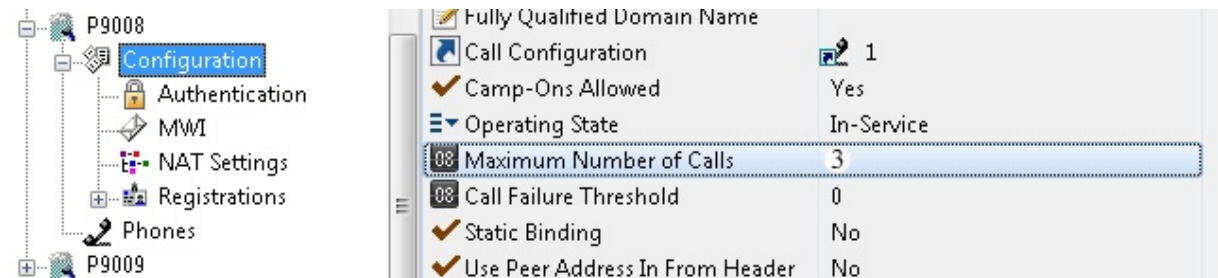 P9008
Configuration
Authentication
MWI
NAT Settings
Registrations
Phones
P9009
Fully Qualified Domain Name
Call Configuration 1
Camp-Ons Allowed Yes
Operating State In-Service
08 Maximum Number of Calls 3
08 Call Failure Threshold 0
Static Binding No
Use Peer Address In From Header No